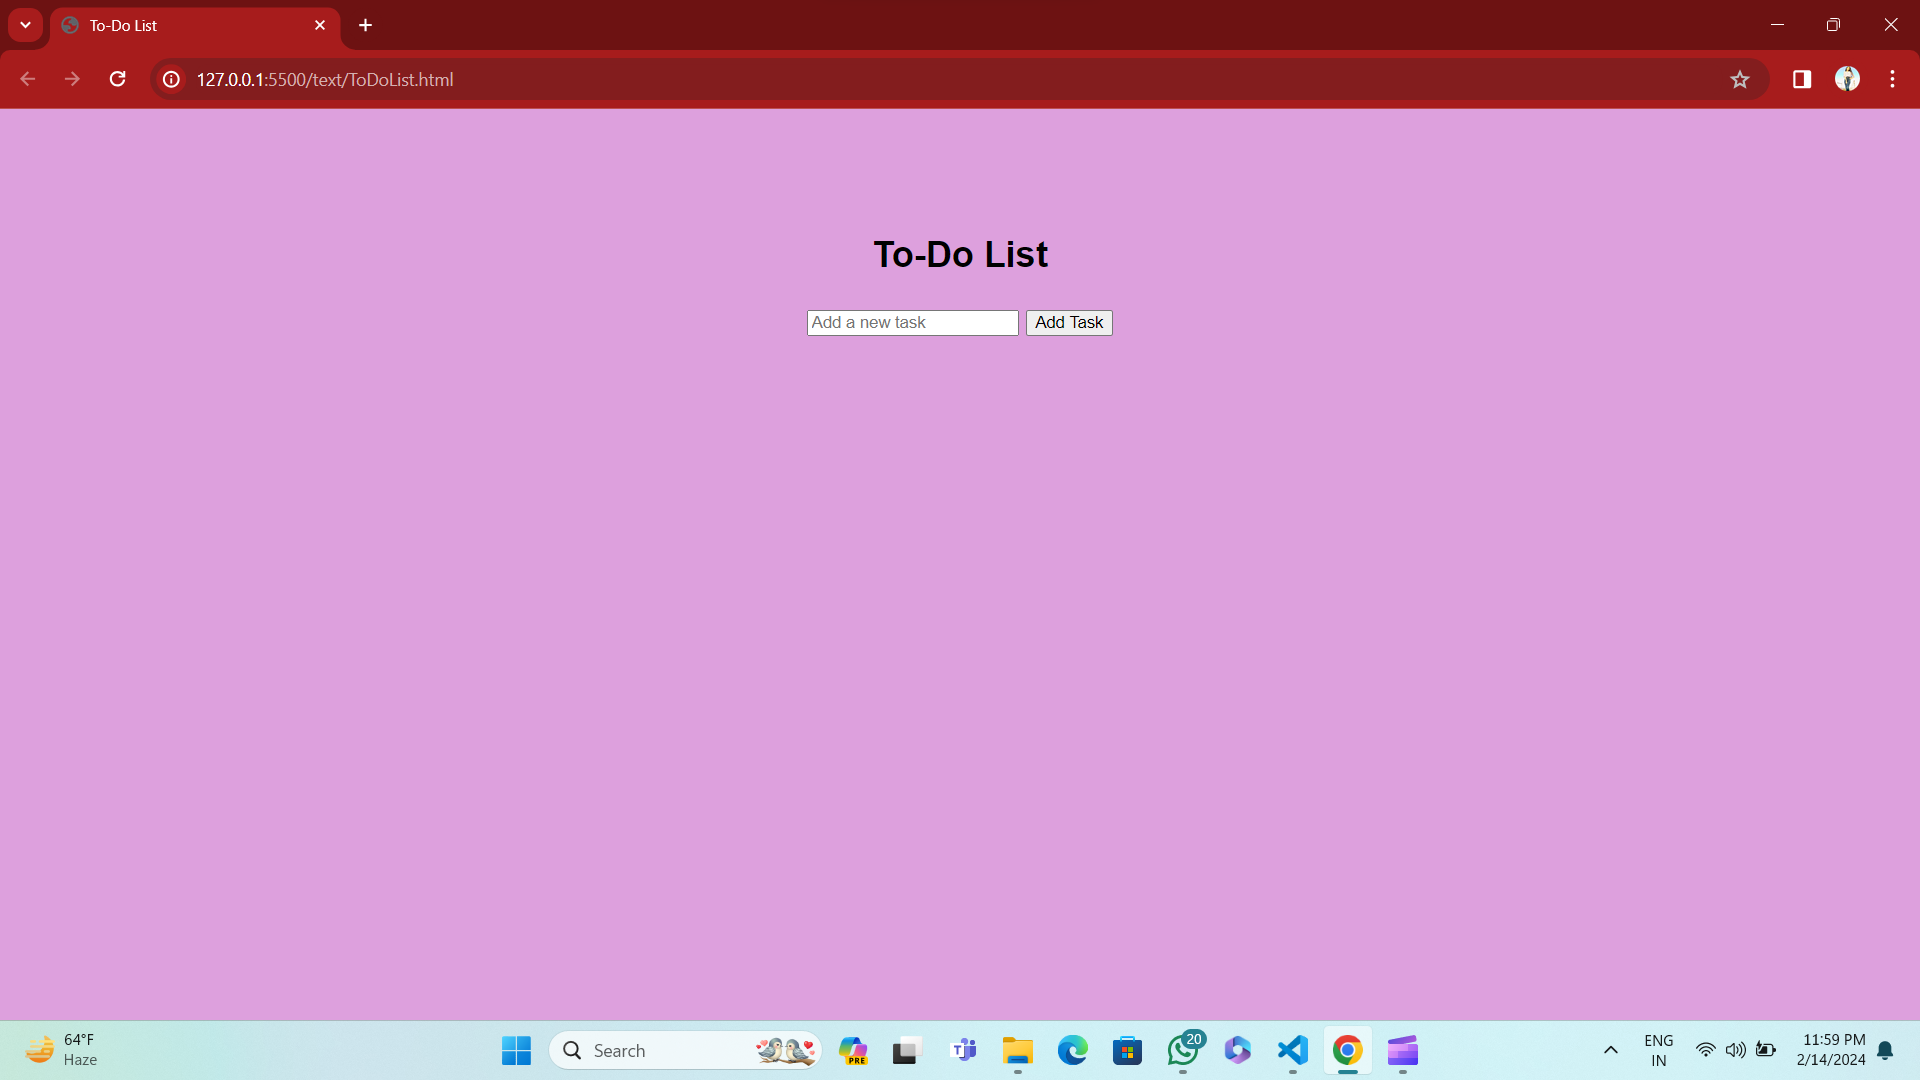 To-Do List
127.0.0.1:5500/text/ToDoList.html
To-Do List
Add a new task Add Task
64°F
Haze
Search
PRE
T
20
ENG
IN
11:59 PM
2/14/2024